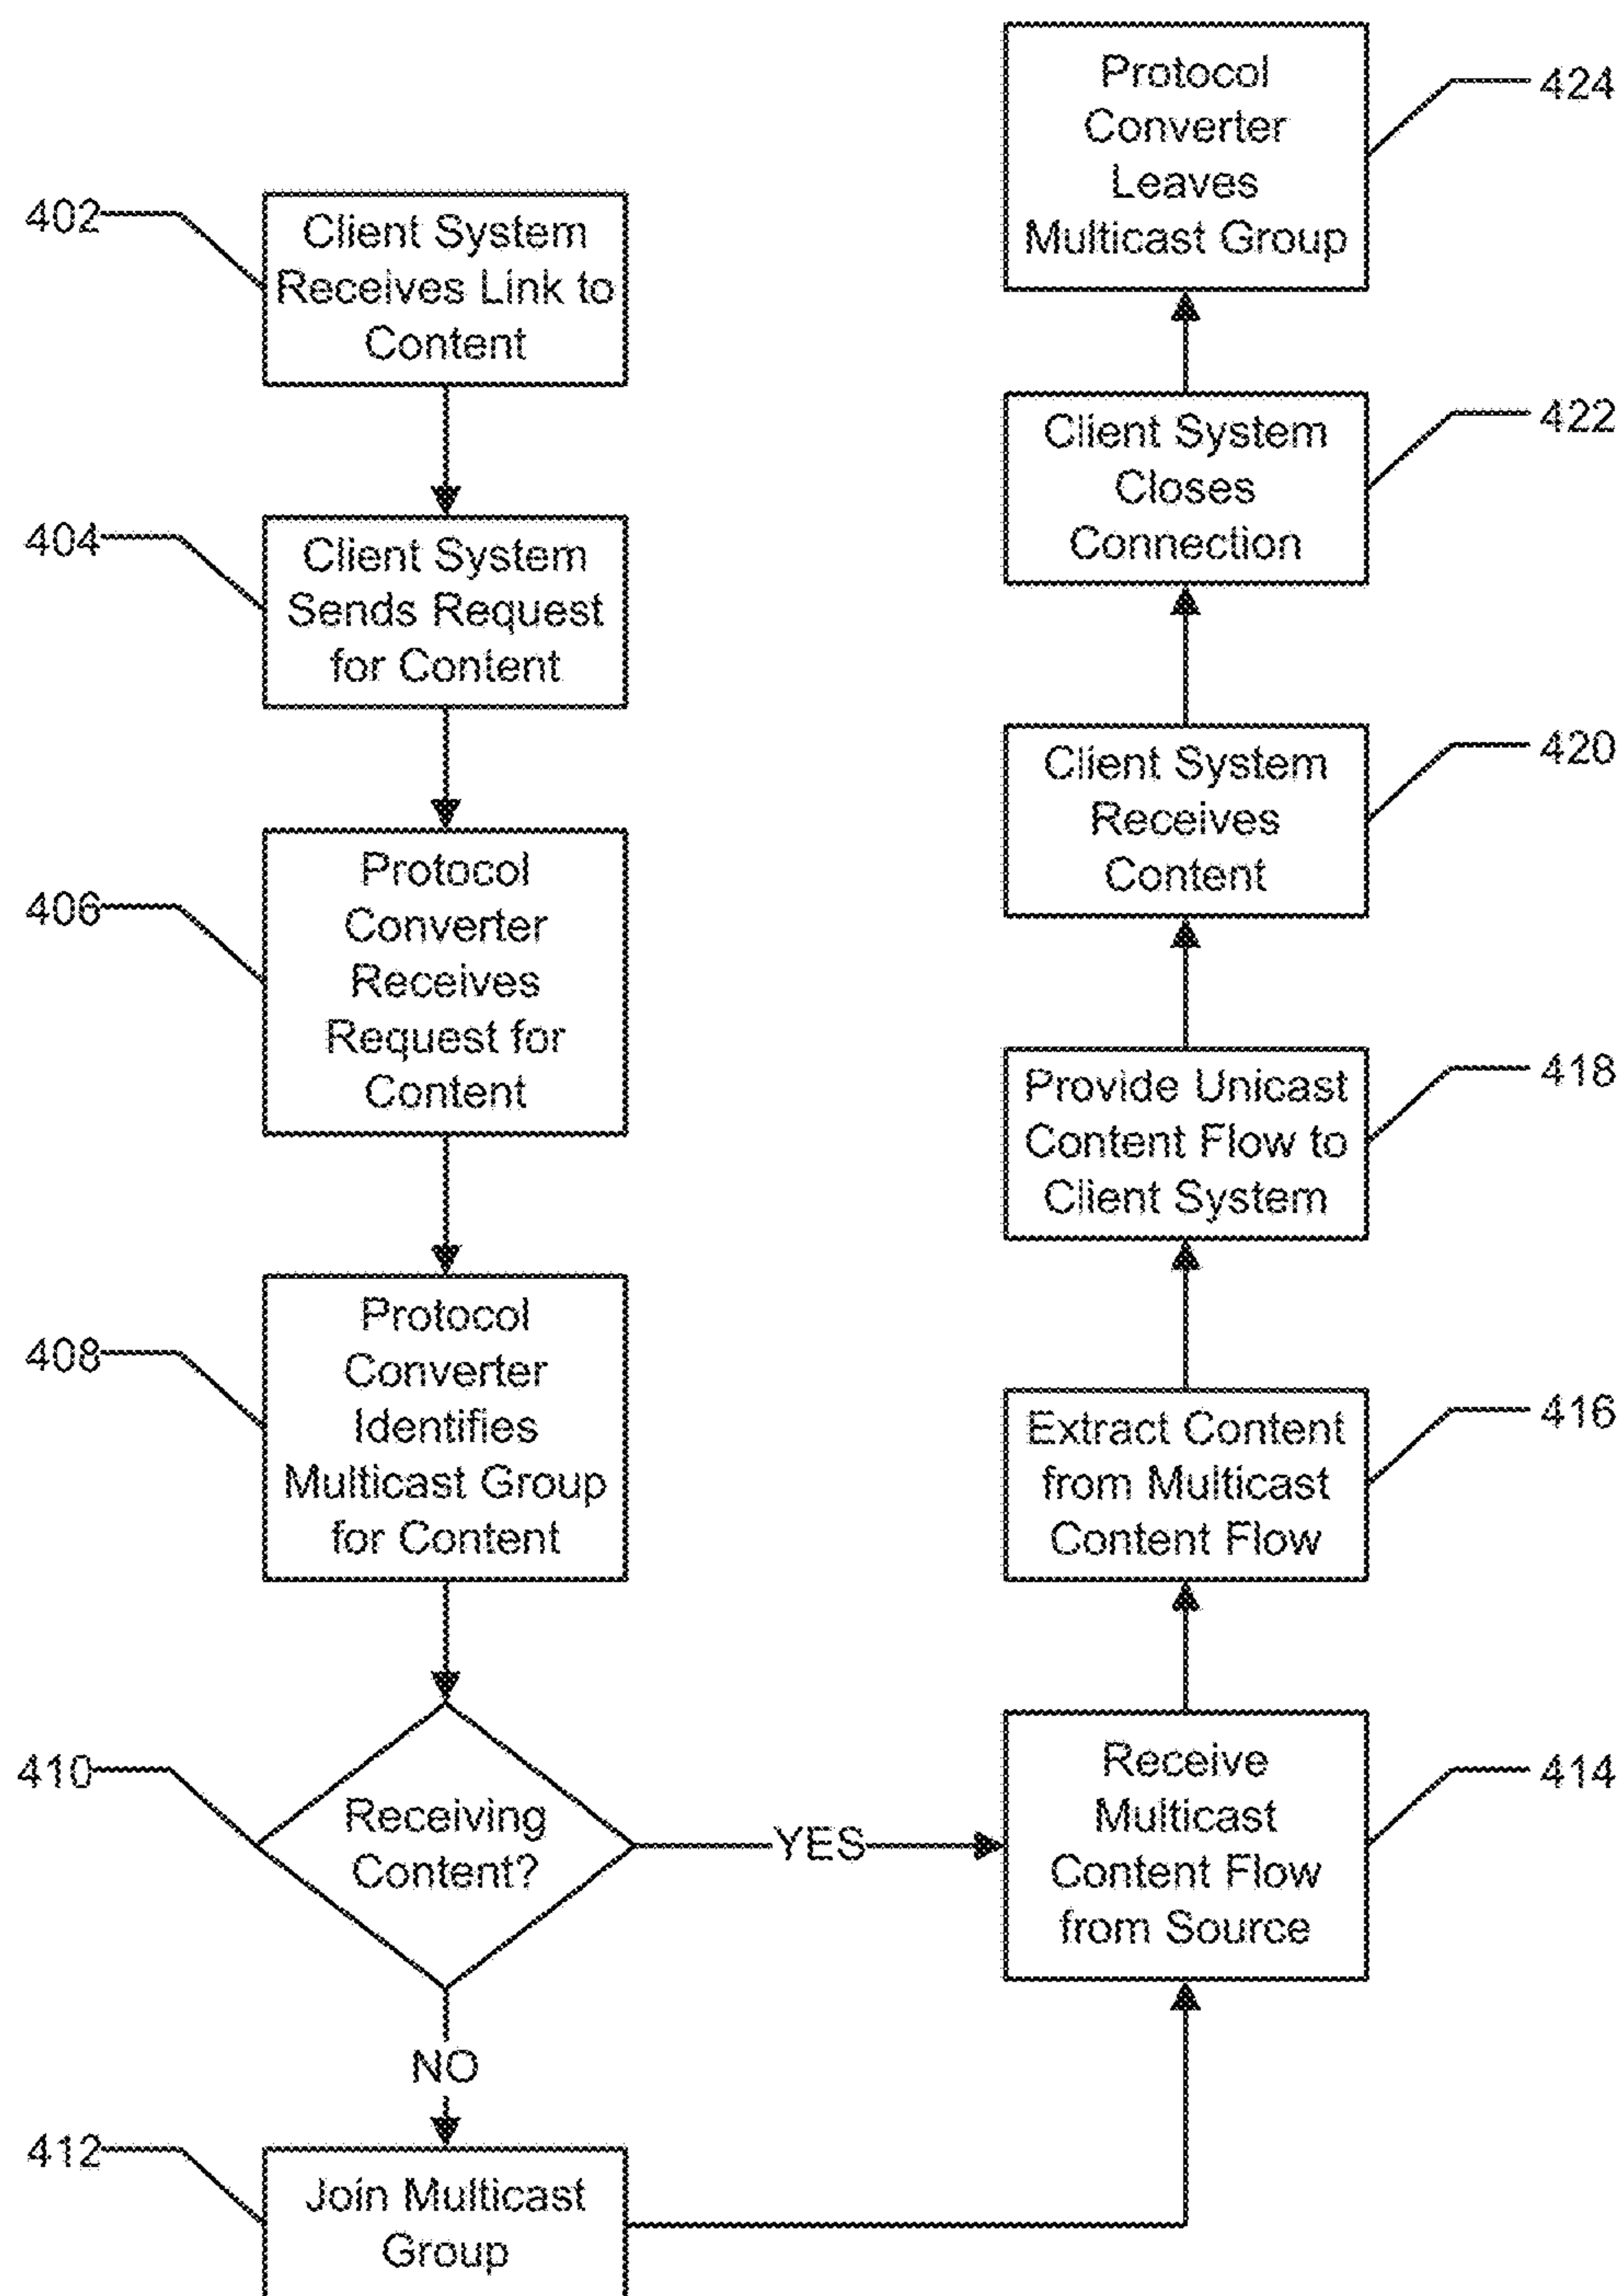 402
Client System
Receives Link to
Content
404
Client System
Sends Request
for Content
406
Protocol
Converter
Receives
Request for
Content
408
Protocol
Converter
Identifies
Multicast Group
for Content
410
Receiving
Content?
YES
NO
412
Join Multicast
Group
414
Receive
Multicast
Content Flow
from Source
416
Extract Content
from Multicast
Content Flow
418
Provide Unicast
Content Flow to
Client System
420
Client System
Receives
Content
422
Client System
Closes
Connection
424
Protocol
Converter
Leaves
Multicast Group